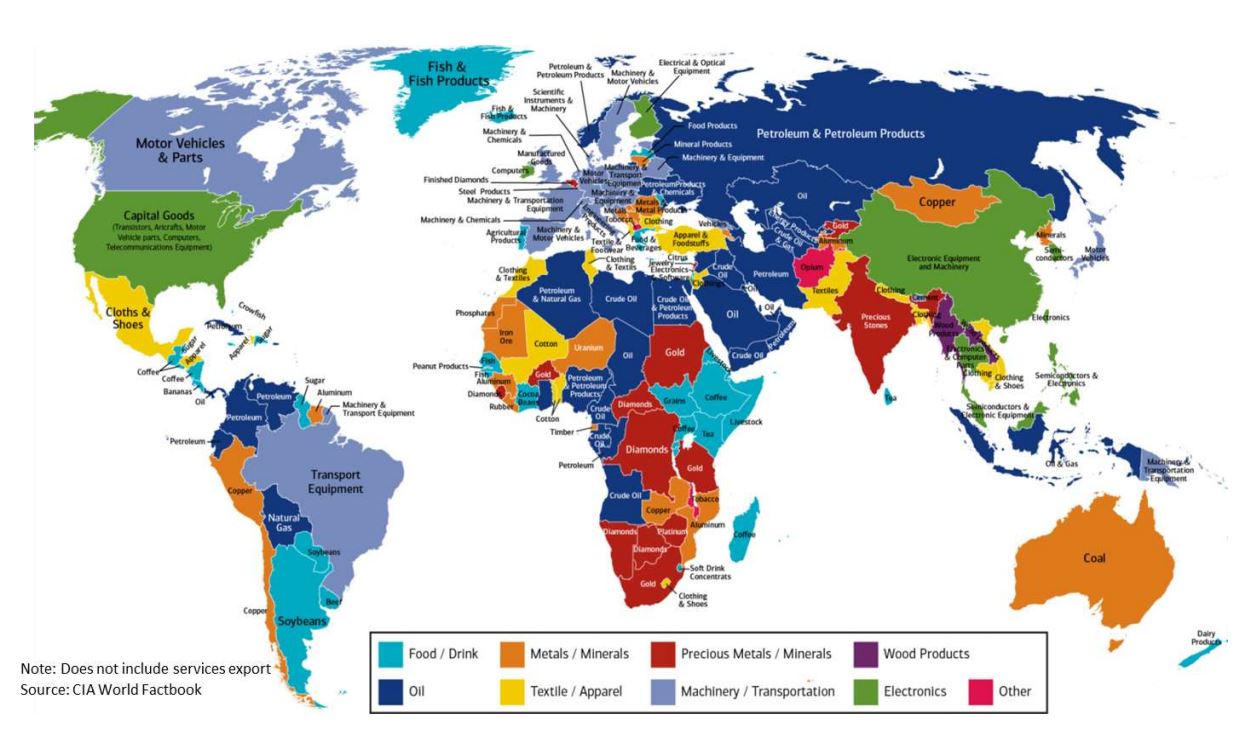 Fish &
Fish Products
Motor Vehicles
& Parts
Capital Goods
(Transistors, Aricrafts, Motor
Vehicle parts, Computers,
Telecommunications Equipment)
Cloths &
Shoes
Crowfish
Petroleum
Sugar
Apparel
Sugar
Apparel
Coffee
Coffee
Bananas
Oil
Petroleum
Sugar
Aluminum
Machinery &
Transport Equipment
Petroleum
Petroleum
Copper
Transport
Equipment
Natural
Gas
Soybeans
Beef
Copper
Soybeans
Fish &
Fish Products
Petroleum &
Petroleum Products
Machinery &
Motor Vehicles
Electrical & Optical
Equipment
Scientific
Instruments &
Machinery
Machinery &
Chemicals
Manufactured
Goods
Computers
Finished Diamonds
Steel Products
Machinery & Transportation
Equipment
Machinery & Chemicals
Agricultural
Products
Machinery &
Motor Vehicles
Motor
Vehicles
Machinery &
Transport
Equipment
Machinery &
Equipment
Food Products
Mineral Products
Machinery & Equipment
Metals
Metal Products
Tobacco
Clothing
Textile &
Footwear
Food &
Beverages
Vehicles
Apparel &
Foodstuffs
Citrus
Jewelry
Electronics
& Software
Clothings
Clothing
& Textils
Clothing
& Textiles
Petroleum & Petroleum Products
Oil
Copper
Gold
Aluminum
Opium
Textiles
Clothing
Cement
Clothing
Precious
Stones
Tea
Electronic Equipment
and Machinery
Minerals
Semi-
conductors
Motor
Vehicles
Electronics
Wood
Products
Electronics
& Computer
Parts
Clothing
Clothing
& Shoes
Semiconductors &
Electronics
Semiconductors &
Electronic Equipment
Oil & Gas
Machinery &
Transportation
Equipment
Coal
Dairy
Products
Petroleum
& Natural Gas
Crude Oil
Crude Oil
& Petroleum
Products
Crude
Oil
Petroleum
Oil
Oil
Oil
Petroleum
Crude Oil
Phosphates
Iron
Ore
Cotton
Uranium
Oil
Gold
Livestock
Peanut Products
Fish
Fish
Aluminum
Diamonds
Rubber
Gold
Cocoa
Beans
Cotton
Petroleum
& Petroleum
Products
Crude
Oil
Timber
Crude
Oil
Petroleum
Diamonds
Grains
Coffee
Livestock
Coffee
Tea
Diamonds
Gold
Crude Oil
Copper
Tobacco
Aluminum
Diamonds
Platinum
Diamonds
Gold
Coffee
Soft Drink
Concentrats
Clothing
& Shoes
Food / Drink
Metals / Minerals
Precious Metals / Minerals
Wood Products
Oil
Textile / Apparel
Machinery / Transportation
Electronics
Other
Note: Does not include services export
Source: CIA World Factbook